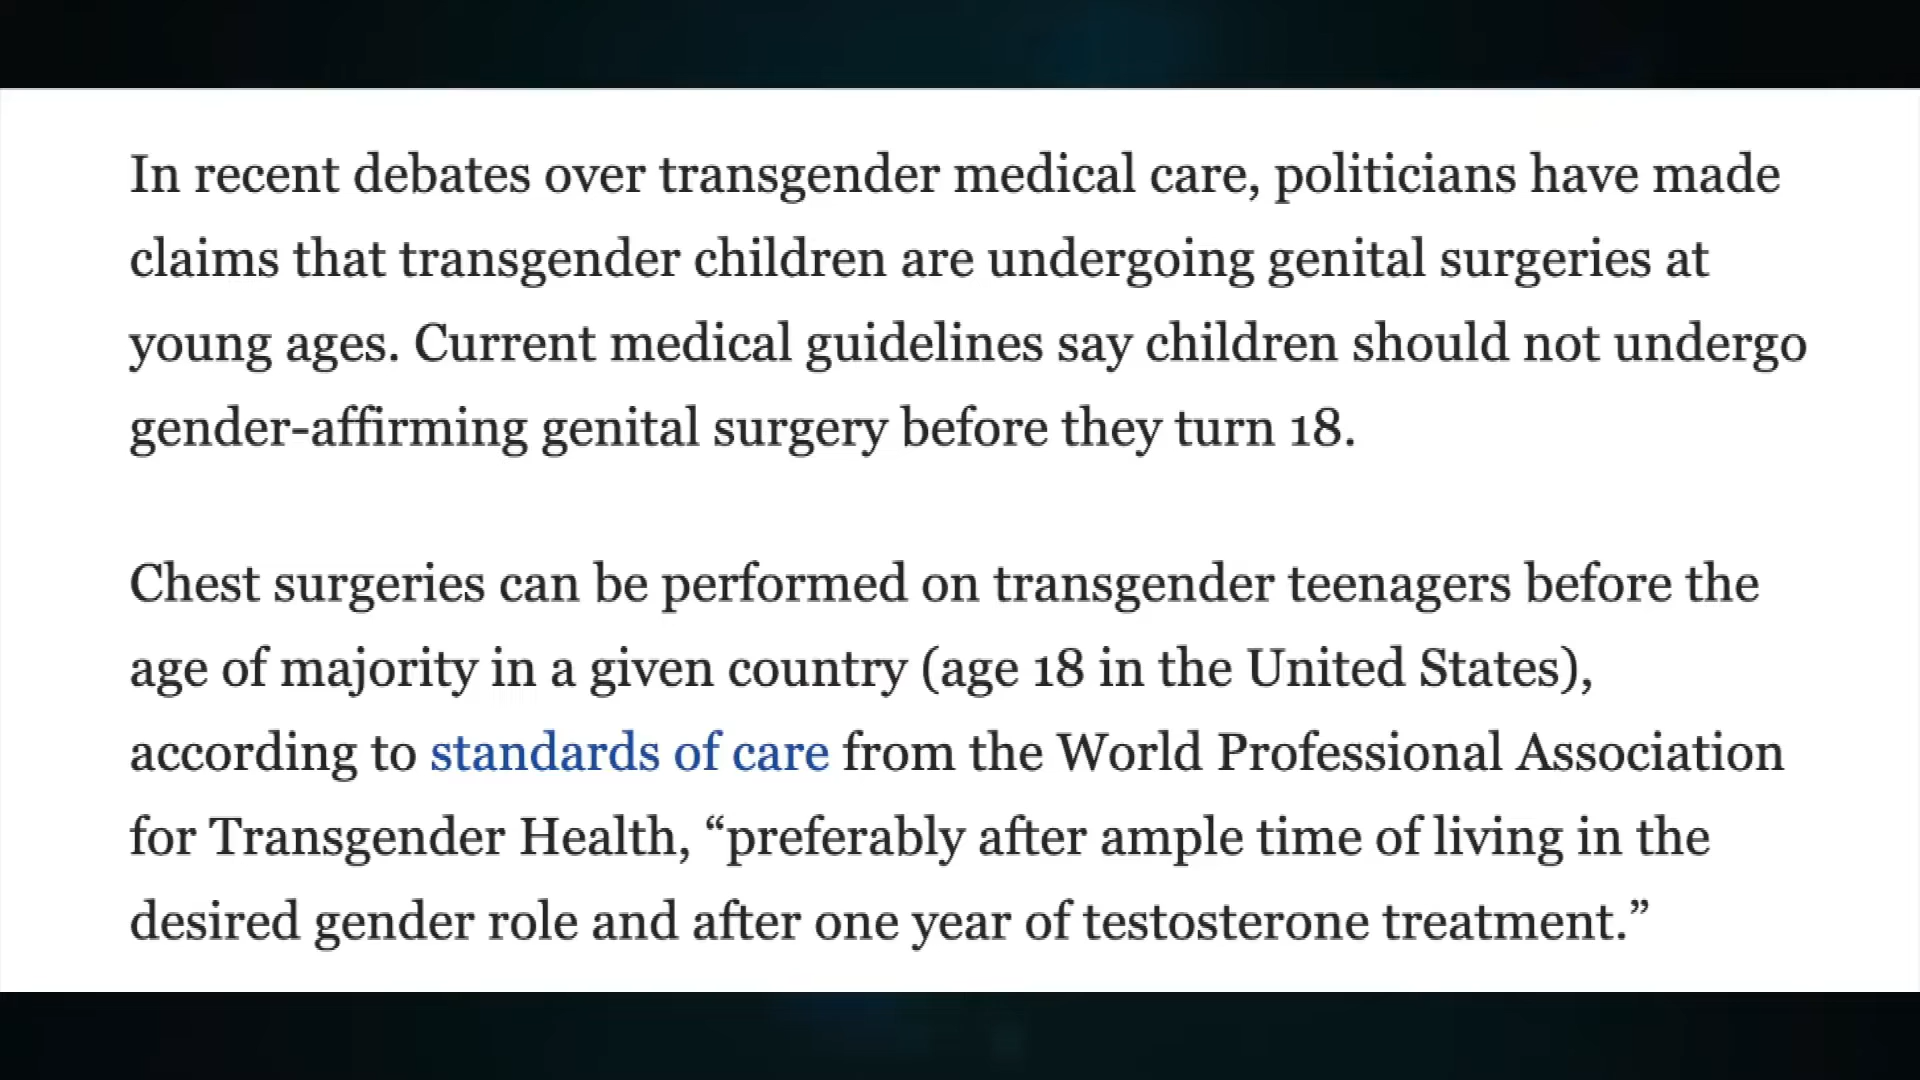 In recent debates over transgender medical care, politicians have made
claims that transgender children are undergoing genital surgeries at
young ages. Current medical guidelines say children should not undergo
gender-affirming genital surgery before they turn 18.
Chest surgeries can be performed on transgender teenagers before the
age of majority in a given country (age 18 in the United States),
according to standards of care from the World Professional Association
for Transgender Health, “preferably after ample time of living in the
desired gender role and after one year of testosterone treatment.”